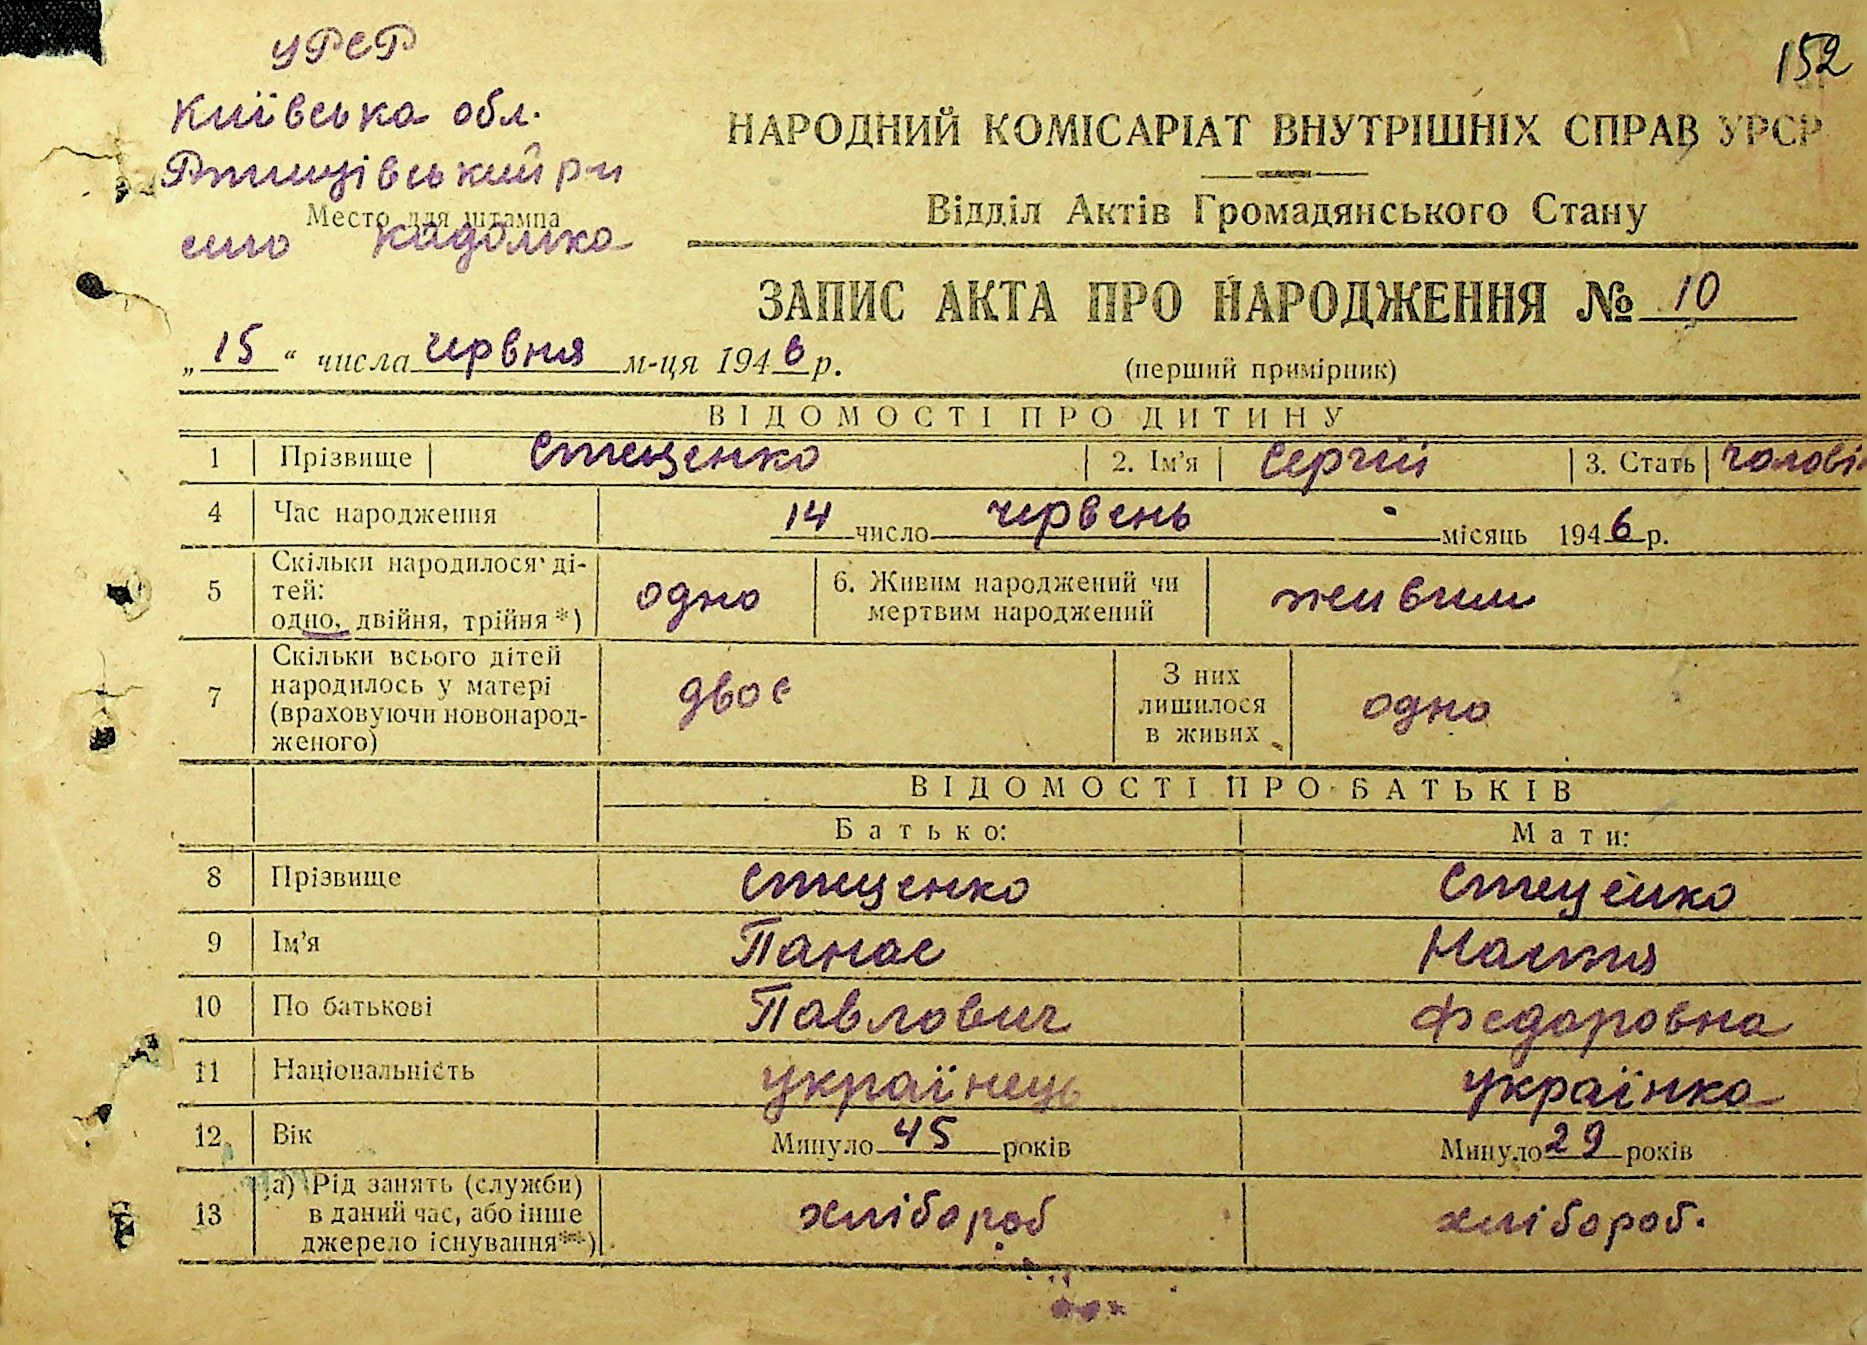 152
УРСР
Київська обл.
Ржищівський р-н
Место для штампа
село Кадомка
НАРОДНИЙ КОМІСАРІАТ ВНУТРІШНІХ СПРАВ УРСР
Відділ Актів Громадянського Стану
ЗАПИС АКТА ПРО НАРОДЖЕННЯ № 10
„15“ числа червня м-ця 1946 р.
(перший примірник)
ВІДОМОСТІ ПРО ДИТИНУ
1 Прізвище Стеценко 2. Ім'я Сергій 3. Стать чолові
4 Час народження 14 число червень місяць 1946 р.
5 Скільки народилося ді-
тей:
одно, двійня, трійня*) одно 6. Живим народжений чи
мертвим народжений живим
7 Скільки всього дітей
народилось у матері
(враховуючи новонарод-
женого) двоє З них
лишилося
в живих одно
ВІДОМОСТІ ПРО БАТЬКІВ
Батько: Мати:
8 Прізвище Стеценко Стеценко
9 Ім'я Панас Настя
10 По батькові Павлович Федоровна
11 Національність українець українка
12 Вік Минуло 45 років Минуло 29 років
13 а) Рід занять (служби)
в даний час, або інше
джерело існування**) хлібороб хлібороб.